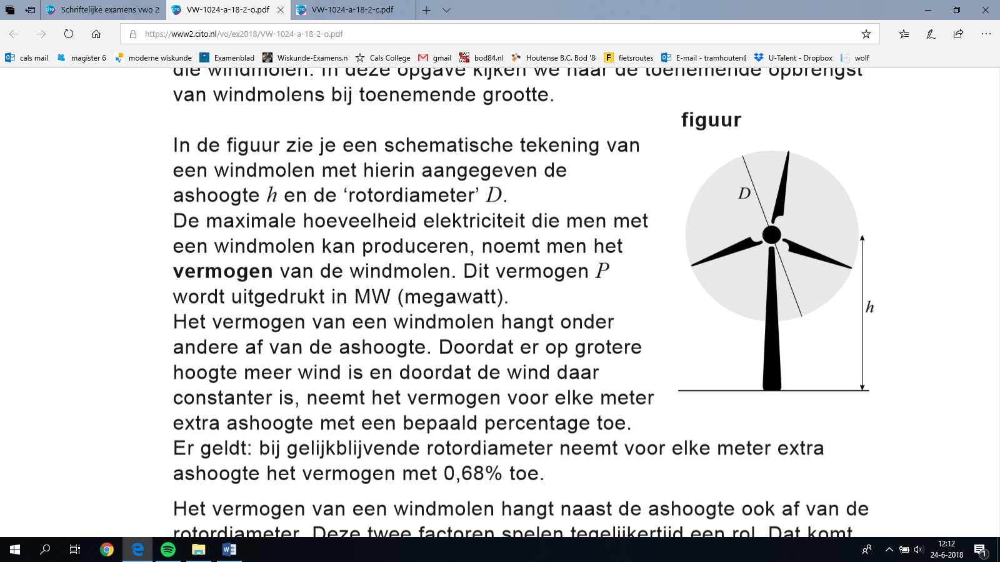 Schriftelijke examens vwo 2
VW-1024-a-18-2-o.pdf
VW-1024-a-18-2-c.pdf
https://www2.cito.nl/vo/ex2018/VW-1024-a-18-2-o.pdf
cals mail
magister 6
moderne wiskunde
Examenblad
Wiskunde-Examens.n
Cals College
gmail
bod84.nl
Houtense B.C. Bod '8
fietsroutes
E-mail - tramhouten
U-Talent - Dropbox
wolf
die windmolen. In deze opgave kijken we naar de toenemende opbrengst
van windmolens bij toenemende grootte.
figuur
In de figuur zie je een schematische tekening van
een windmolen met hierin aangegeven de
ashoogte h en de ‘rotordiameter’ D.
De maximale hoeveelheid elektriciteit die men met
een windmolen kan produceren, noemt men het
vermogen van de windmolen. Dit vermogen P
wordt uitgedrukt in MW (megawatt).
Het vermogen van een windmolen hangt onder
andere af van de ashoogte. Doordat er op grotere
hoogte meer wind is en doordat de wind daar
constanter is, neemt het vermogen voor elke meter
extra ashoogte met een bepaald percentage toe.
Er geldt: bij gelijkblijvende rotordiameter neemt voor elke meter extra
ashoogte het vermogen met 0,68% toe.
Het vermogen van een windmolen hangt naast de ashoogte ook af van de
rotordiameter. Deze twee factoren spelen tegelijkertijd een rol. Dat komt
D
h
12:12
24-6-2018
1